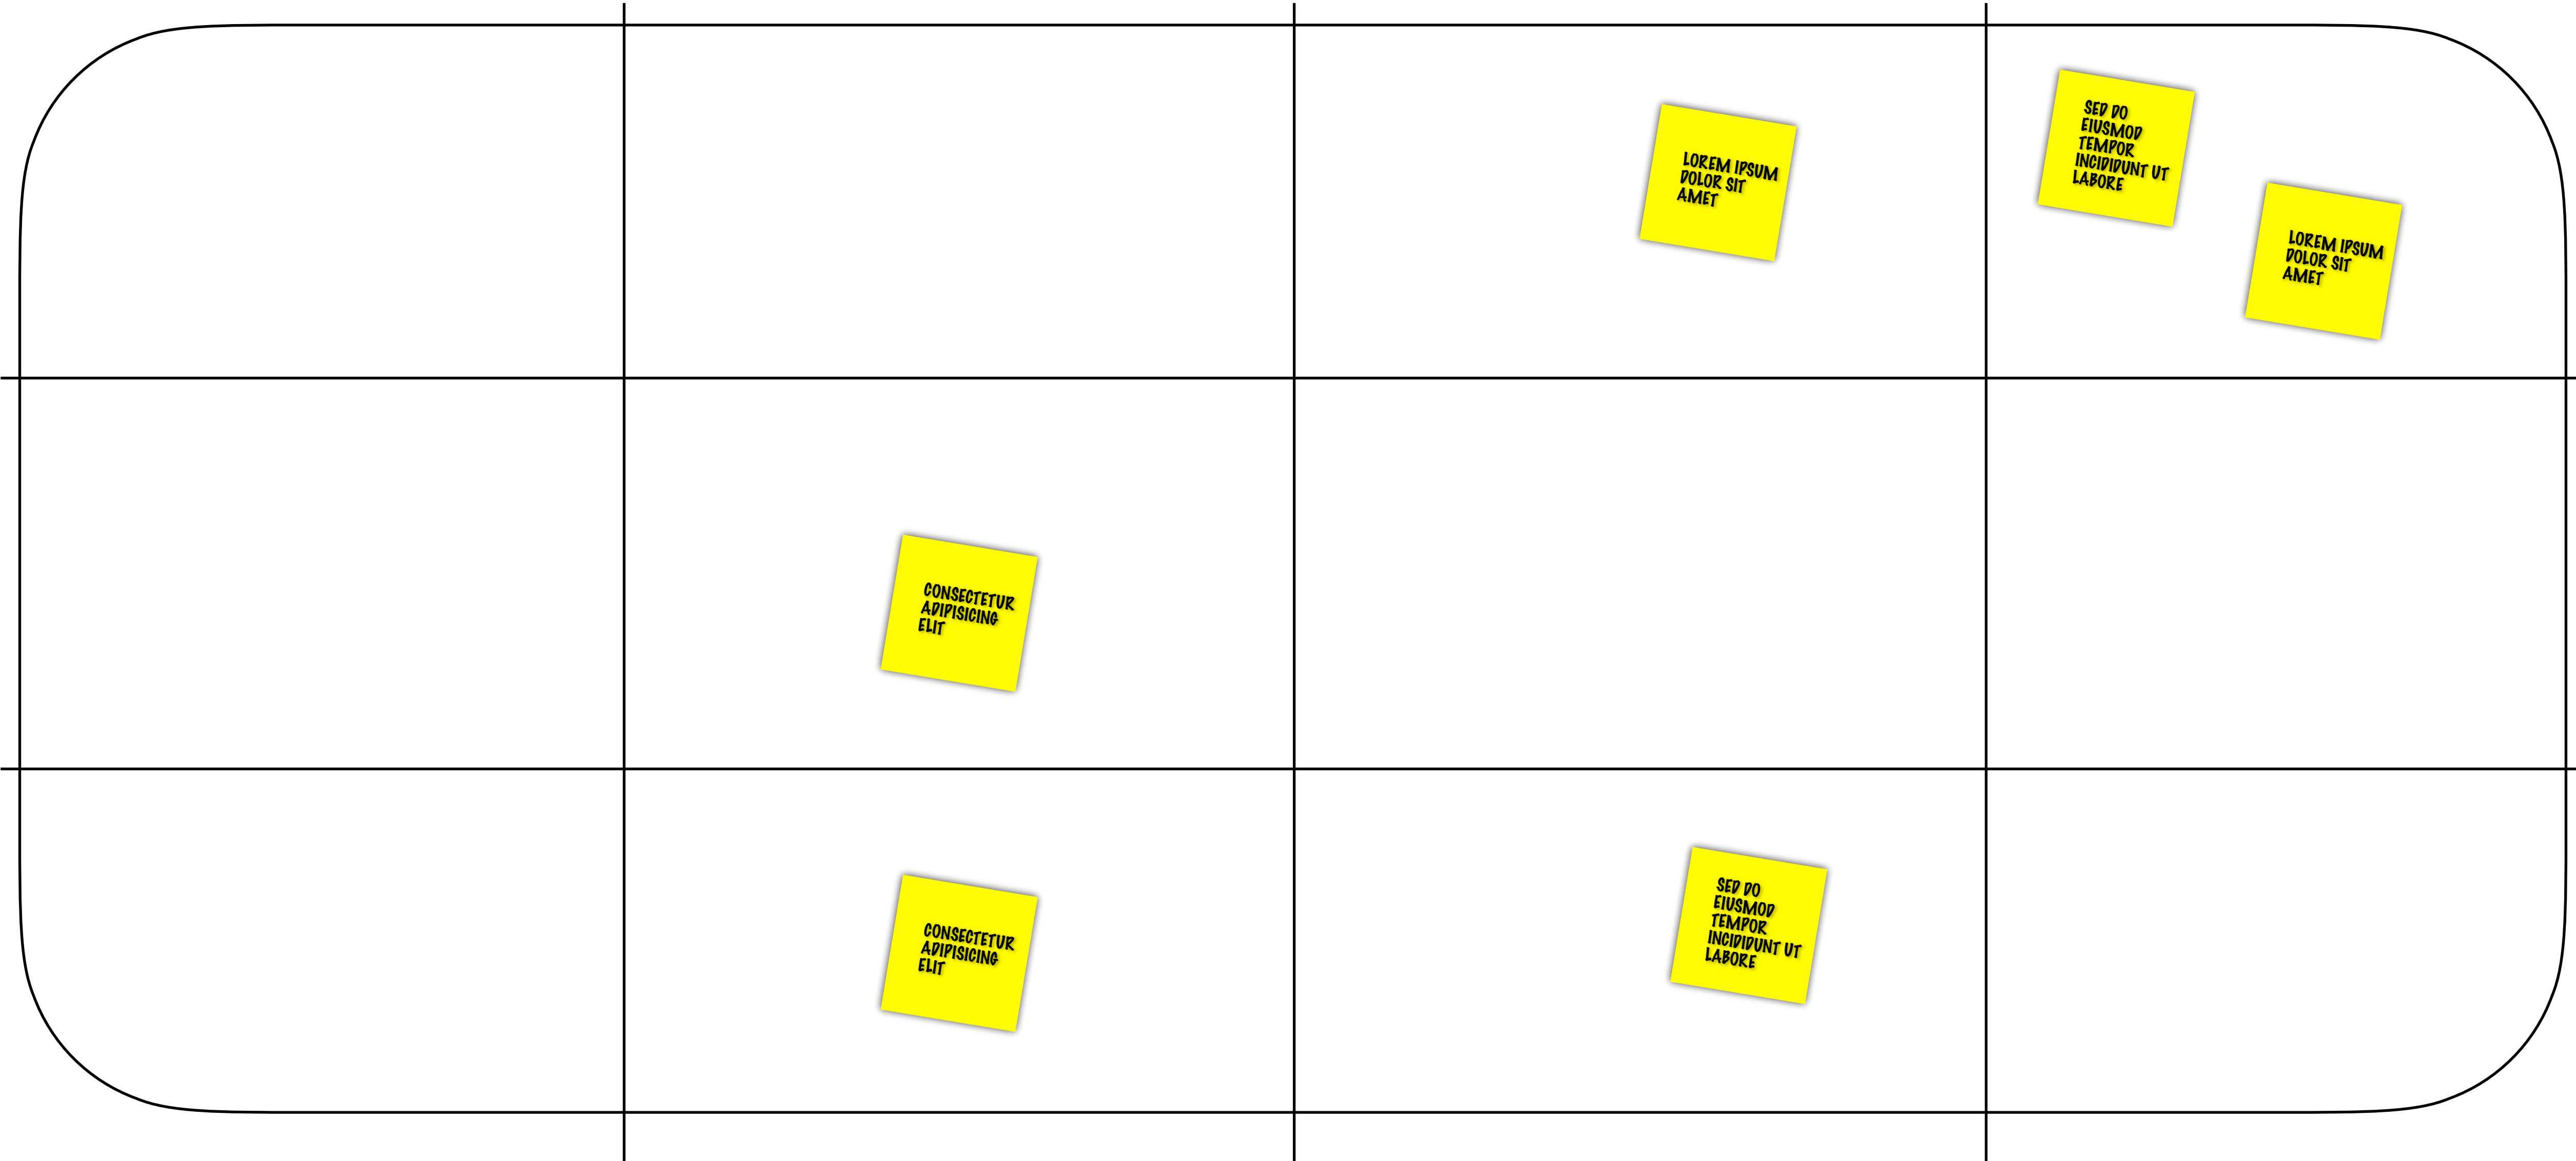 LOREM IPSUM
DOLOR SIT
AMET
SED DO
EIUSMOD
TEMPOR
INCIDIDUNT UT
LABORE
LOREM IPSUM
DOLOR SIT
AMET
CONSECTETUR
ADIPISICING
ELIT
CONSECTETUR
ADIPISICING
ELIT
SED DO
EIUSMOD
TEMPOR
INCIDIDUNT UT
LABORE